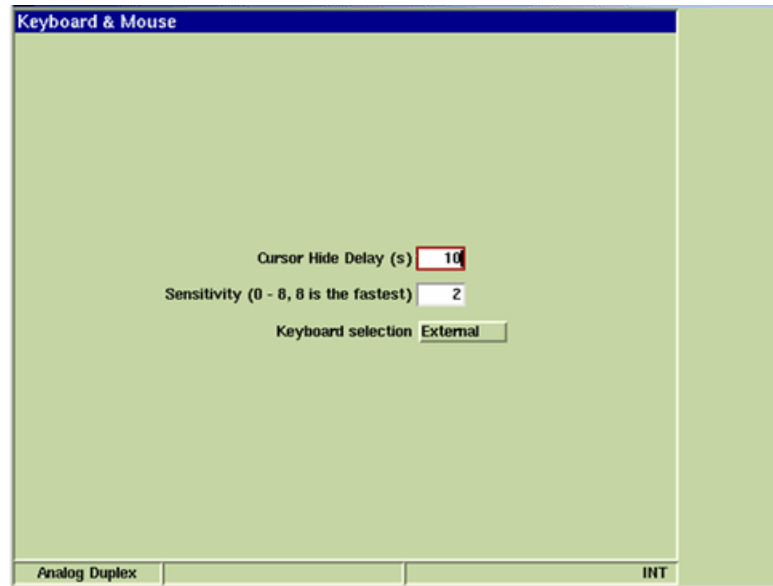 Keyboard & Mouse
Cursor Hide Delay (s) 10
Sensitivity (0 - 8, 8 is the fastest) 2
Keyboard selection External
Analog Duplex INT